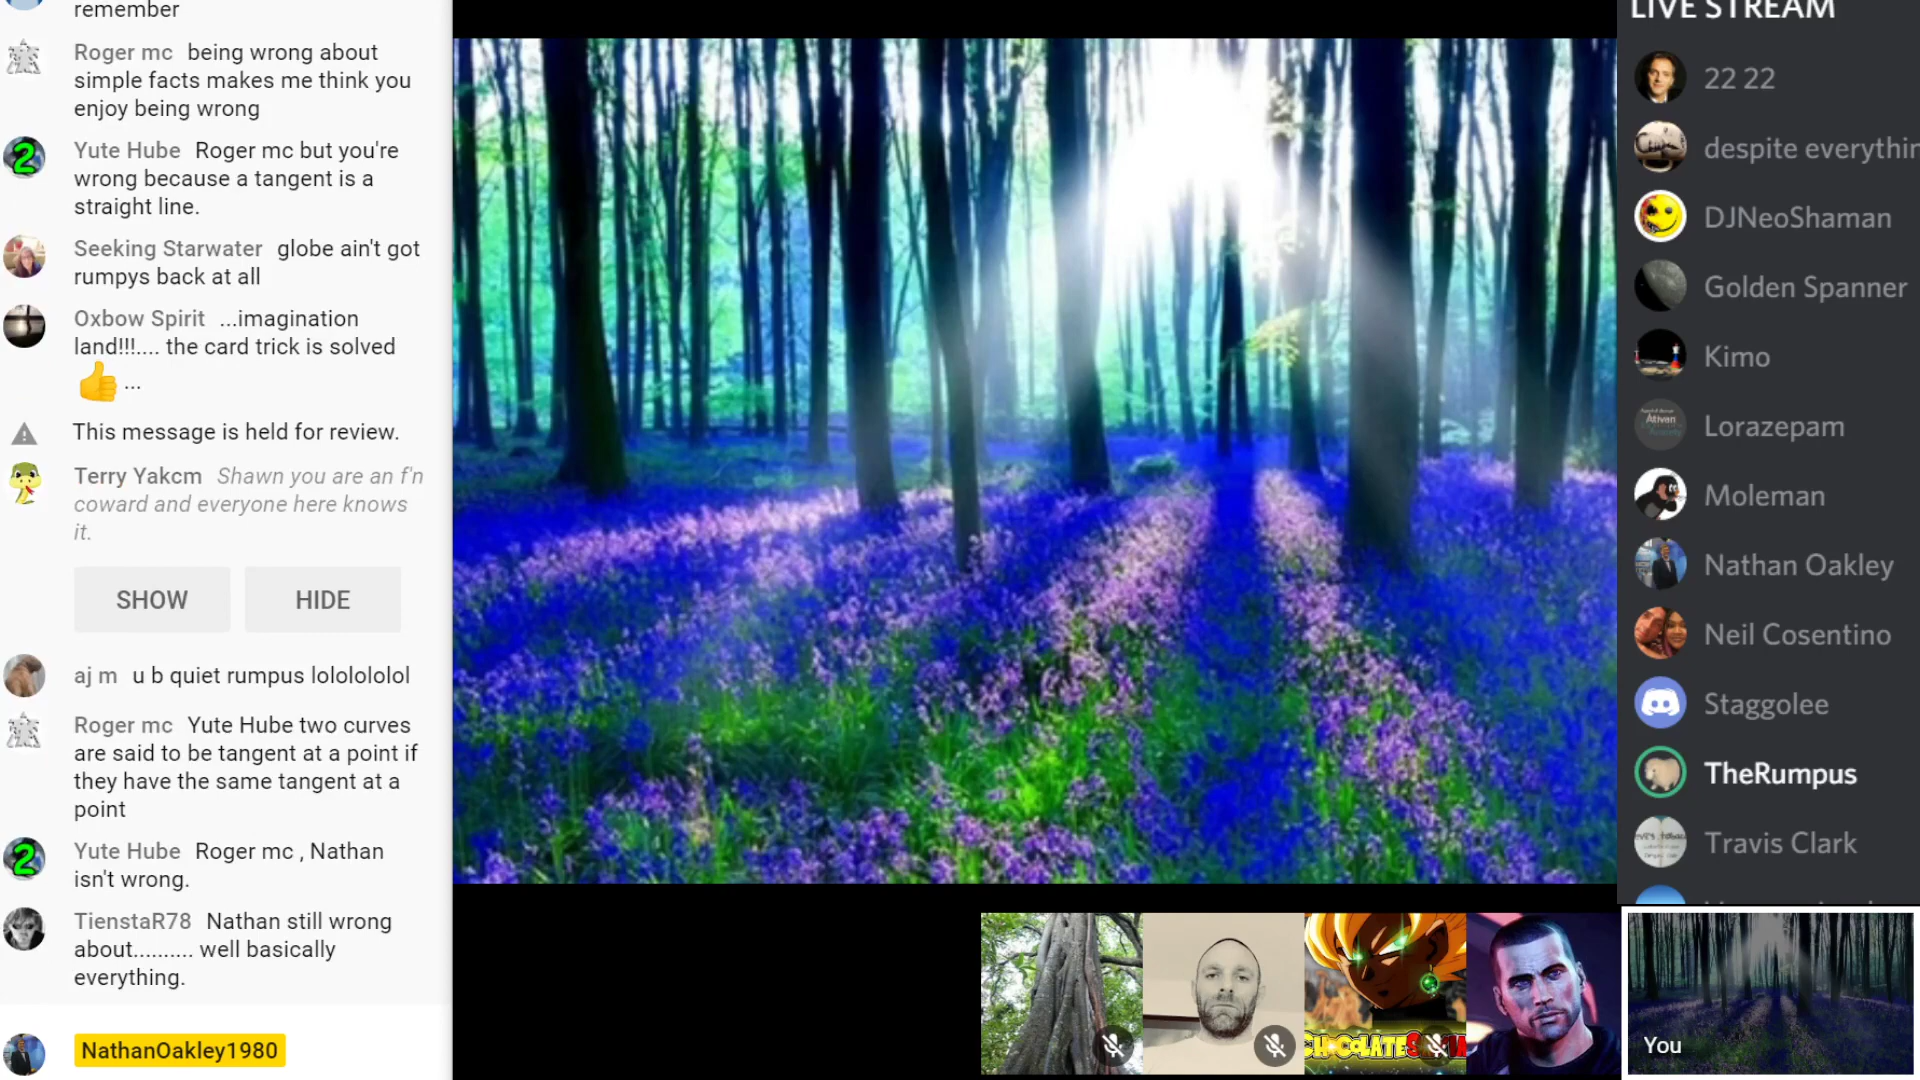 remember
Roger mc being wrong about
simple facts makes me think you
enjoy being wrong
Yute Hube Roger mc but you're
wrong because a tangent is a
straight line.
Seeking Starwater globe ain't got
rumpys back at all
Oxbow Spirit ...imagination
land!!!.... the card trick is solved
...
This message is held for review.
Terry Yakcm Shawn you are an f'n
coward and everyone here knows
it.
SHOW HIDE
aj m u b quiet rumpus lolololololol
Roger mc Yute Hube two curves
are said to be tangent at a point if
they have the same tangent at a
point
Yute Hube Roger mc , Nathan
isn't wrong.
TienstaR78 Nathan still wrong
about.......... well basically
everything.
NathanOakley1980
LIVE STREAM
22 22
despite everythin
DJNeoShaman
Golden Spanner
Kimo
Ativan
Lorazepam
Moleman
Nathan Oakley
Neil Cosentino
Staggolee
TheRumpus
Travis Clark
You